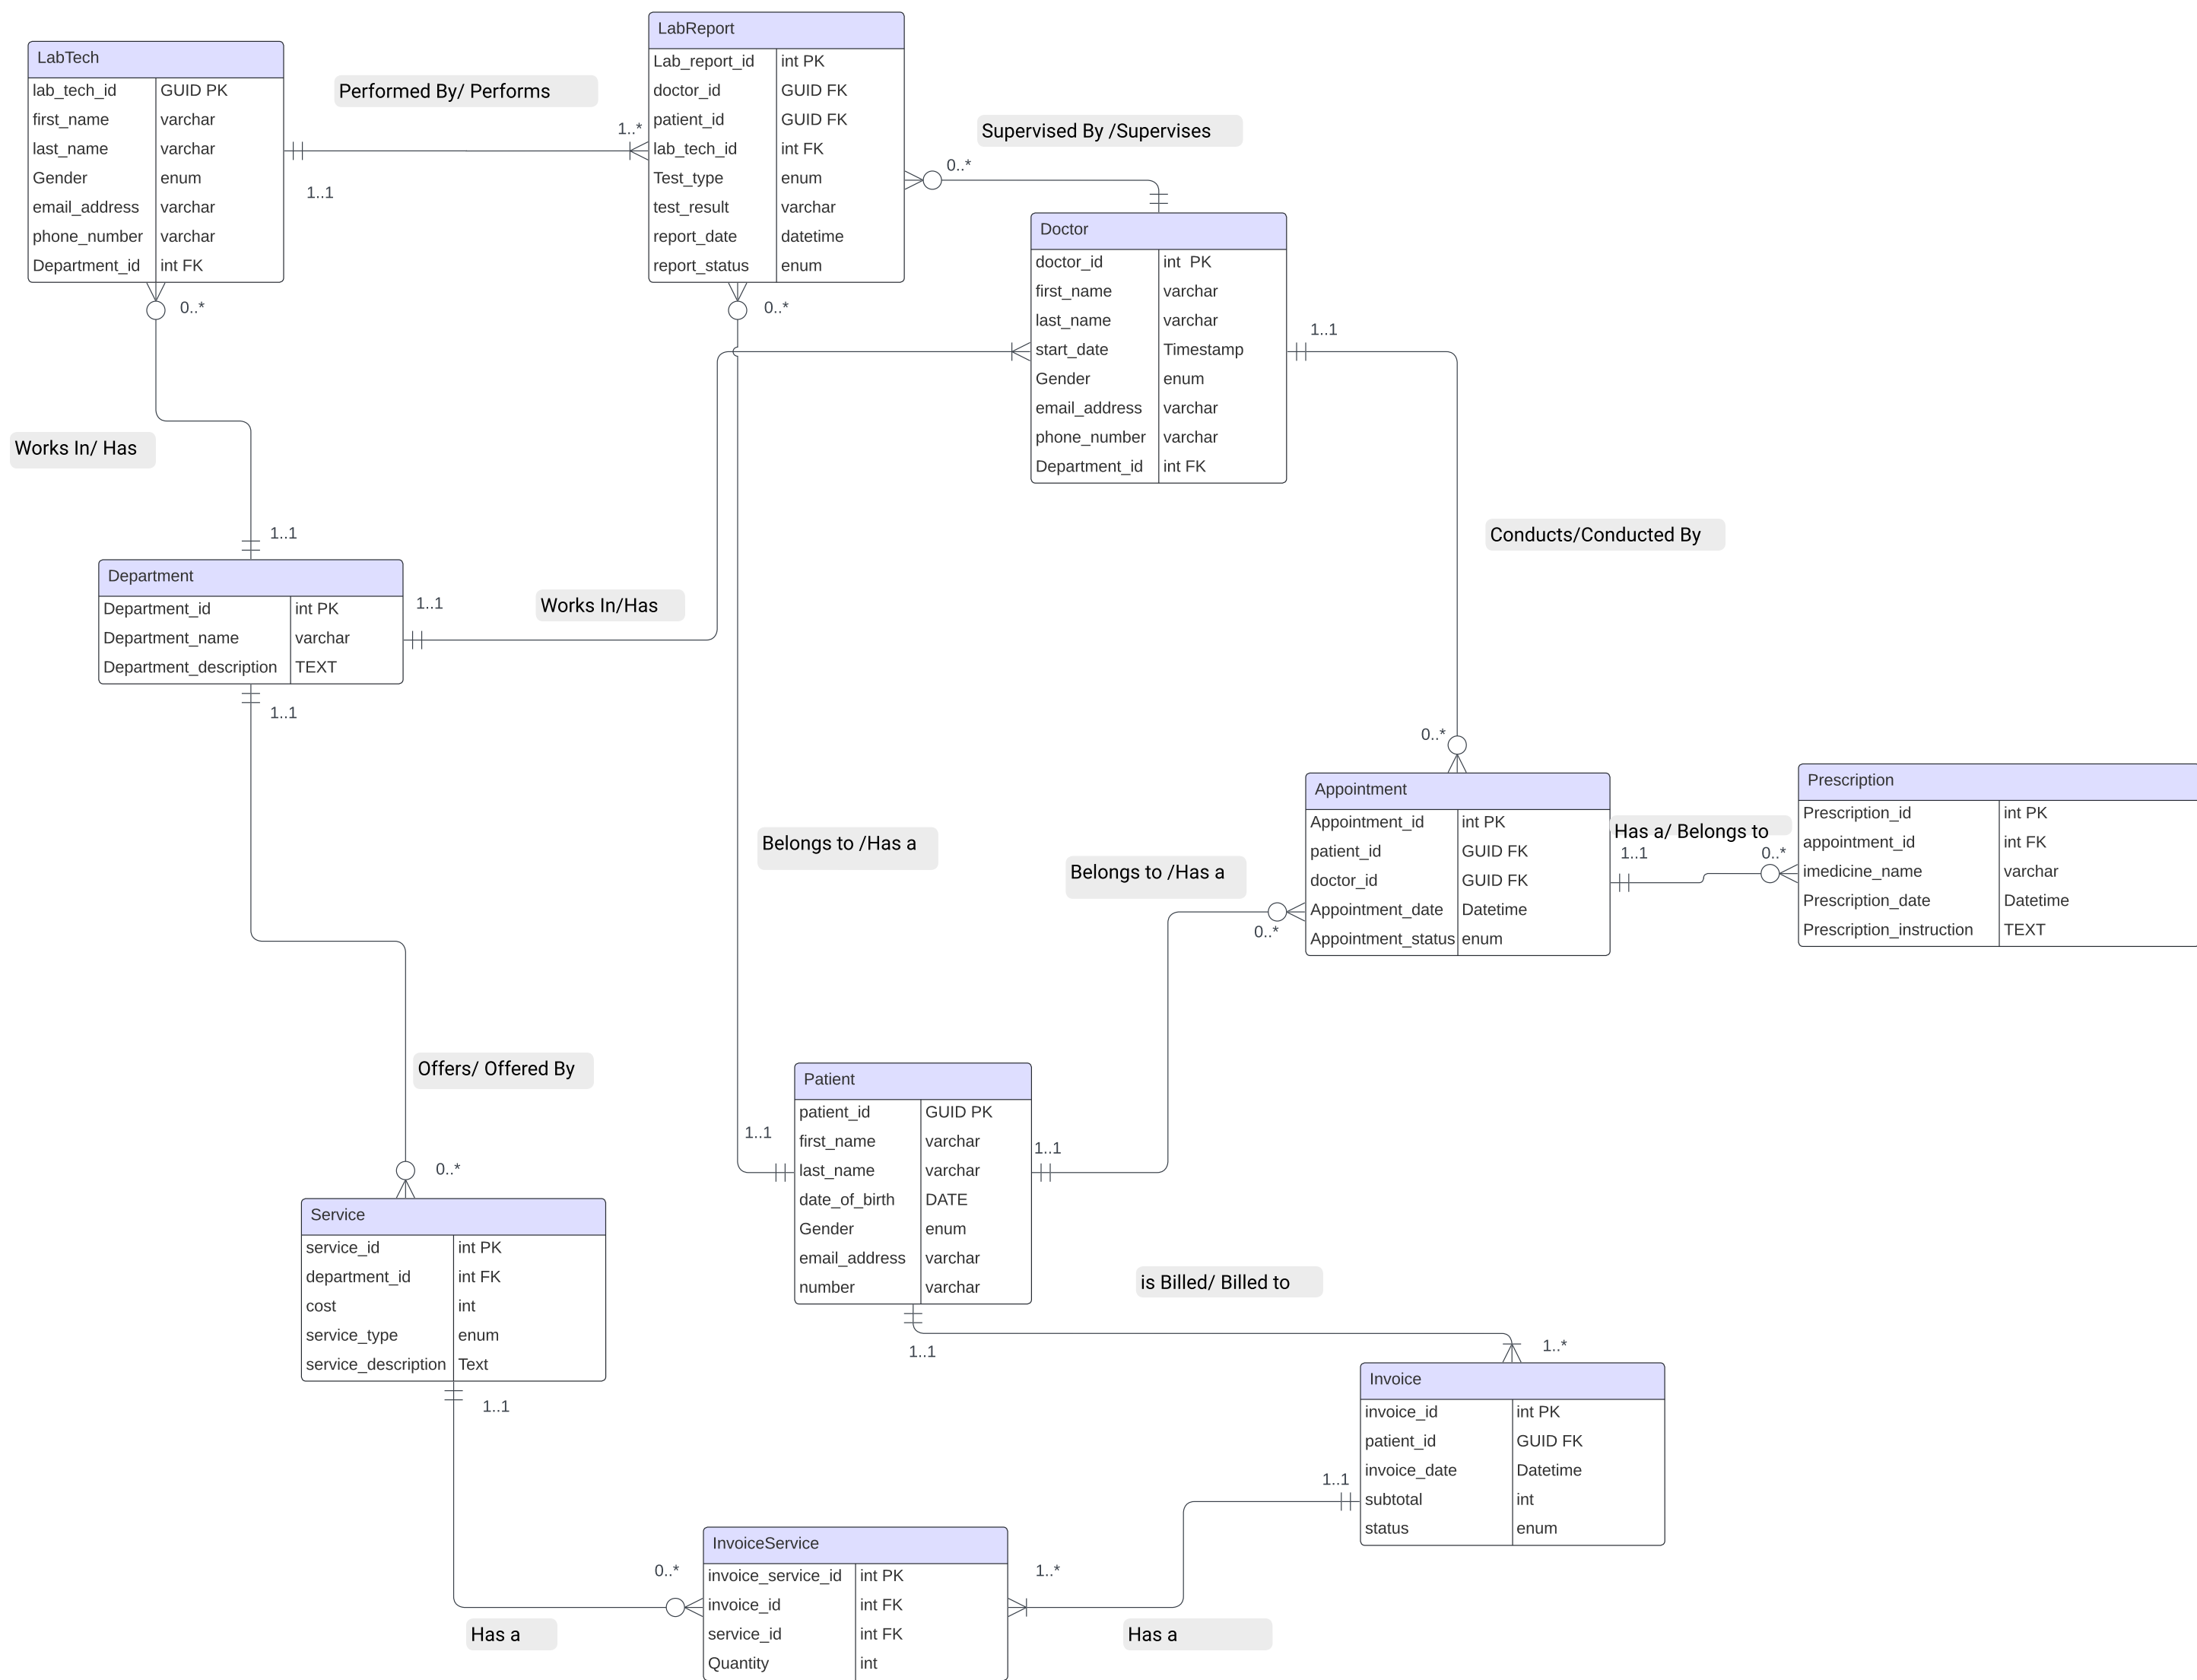 LabTech
lab_tech_id GUID PK
first_name varchar
last_name varchar
Gender enum
email_address varchar
phone_number varchar
Department_id int FK
Performed By/ Performs
1..1
1..*
LabReport
Lab_report_id int PK
doctor_id GUID FK
patient_id GUID FK
lab_tech_id int FK
Test_type enum
test_result varchar
report_date datetime
report_status enum
Supervised By /Supervises
0..*
Doctor
doctor_id int PK
first_name varchar
last_name varchar
start_date Timestamp
Gender enum
email_address varchar
phone_number varchar
Department_id int FK
0..*
0..*
1..1
Works In/ Has
1..1
Conducts/Conducted By
Department
Department_id int PK
Department_name varchar
Department_description TEXT
1..1
Works In/Has
1..1
0..*
Appointment
Appointment_id int PK
patient_id GUID FK
doctor_id GUID FK
Appointment_date Datetime
Appointment_status enum
Has a/ Belongs to
1..1
0..*
Prescription
Prescription_id int PK
appointment_id int FK
imedicine_name varchar
Prescription_date Datetime
Prescription_instruction TEXT
Belongs to /Has a
Belongs to /Has a
0..*
Offers/ Offered By
0..*
1..1
Patient
patient_id GUID PK
first_name varchar
last_name varchar
date_of_birth DATE
Gender enum
email_address varchar
number varchar
1..1
Service
service_id int PK
department_id int FK
cost int
service_type enum
service_description Text
1..1
is Billed/ Billed to
1..1
1..*
Invoice
invoice_id int PK
patient_id GUID FK
invoice_date Datetime
subtotal int
status enum
1..1
0..*
InvoiceService
invoice_service_id int PK
invoice_id int FK
service_id int FK
Quantity int
1..*
Has a
Has a